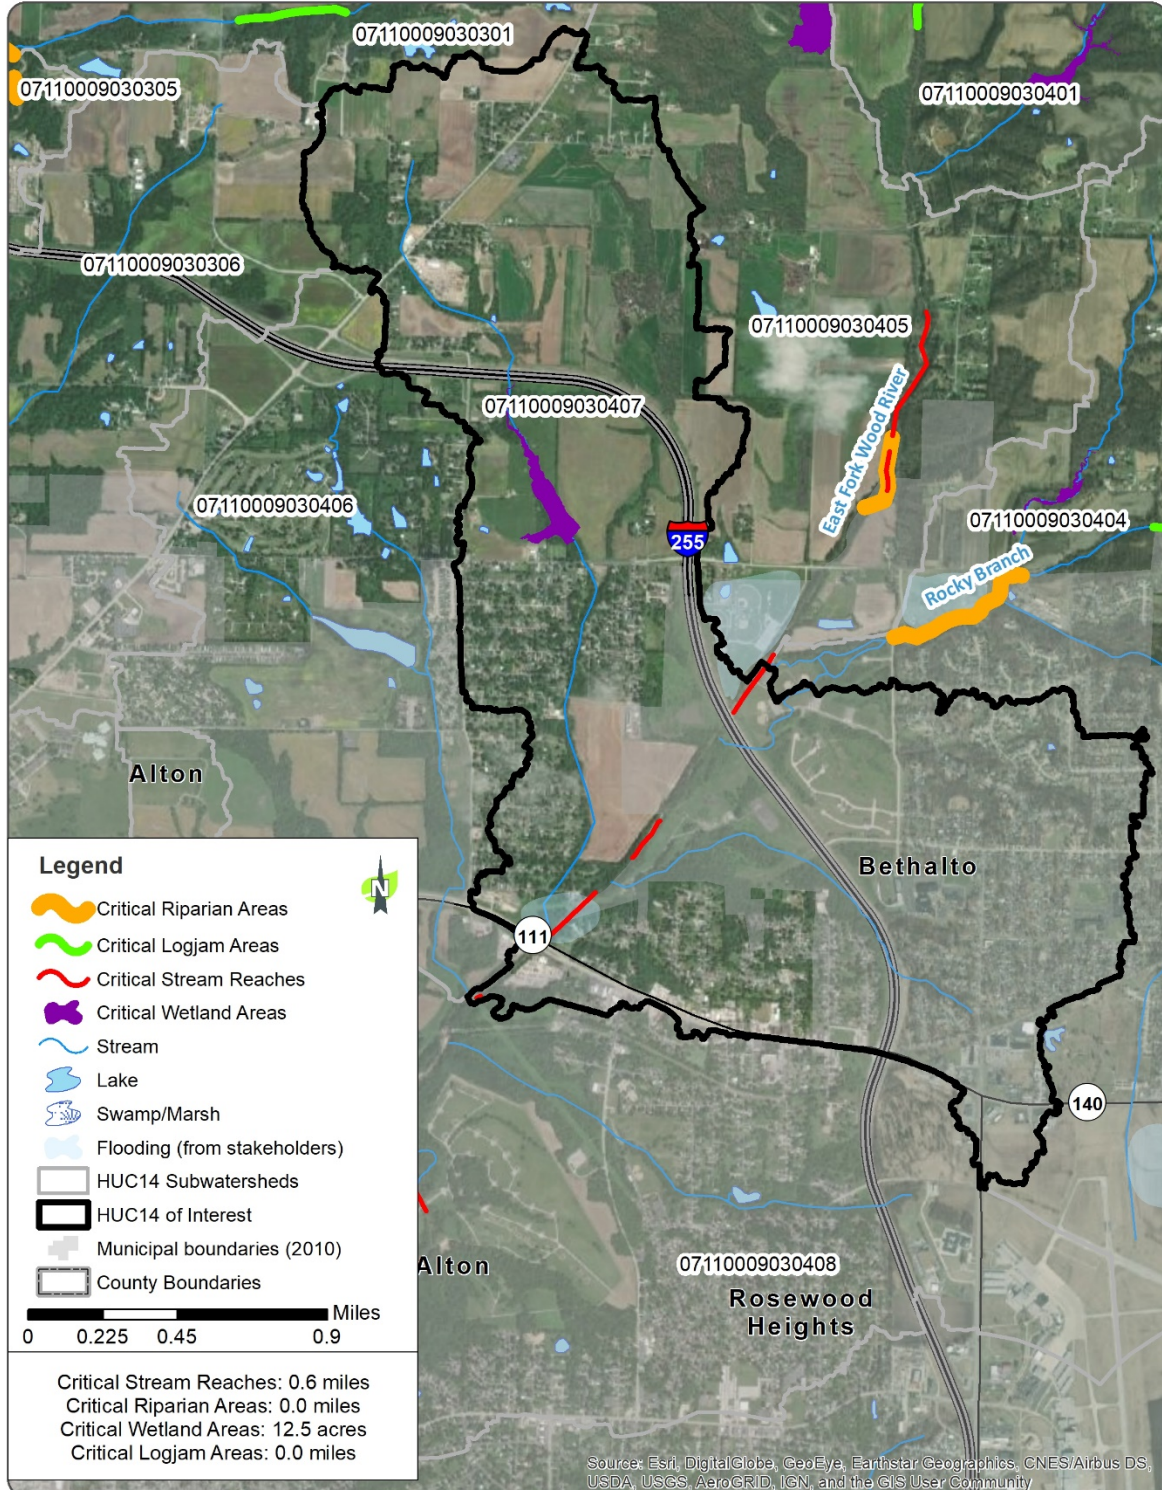 07110009030301
07110009030305
07110009030401
07110009030306
07110009030405
07110009030407
East Fork Wood River
07110009030406
07110009030404
255
Rocky Branch
Alton
Bethalto
111
140
Alton
07110009030408
Rosewood
Heights
Legend
N
Critical Riparian Areas
Critical Logjam Areas
Critical Stream Reaches
Critical Wetland Areas
Stream
Lake
Swamp/Marsh
Flooding (from stakeholders)
HUC14 Subwatersheds
HUC14 of Interest
Municipal boundaries (2010)
County Boundaries
Miles
0 0.225 0.45 0.9
Critical Stream Reaches: 0.6 miles
Critical Riparian Areas: 0.0 miles
Critical Wetland Areas: 12.5 acres
Critical Logjam Areas: 0.0 miles
Source: Esri, DigitalGlobe, GeoEye, Earthstar Geographics, CNES/Airbus DS,
USDA, USGS, AeroGRID, IGN, and the GIS User Community